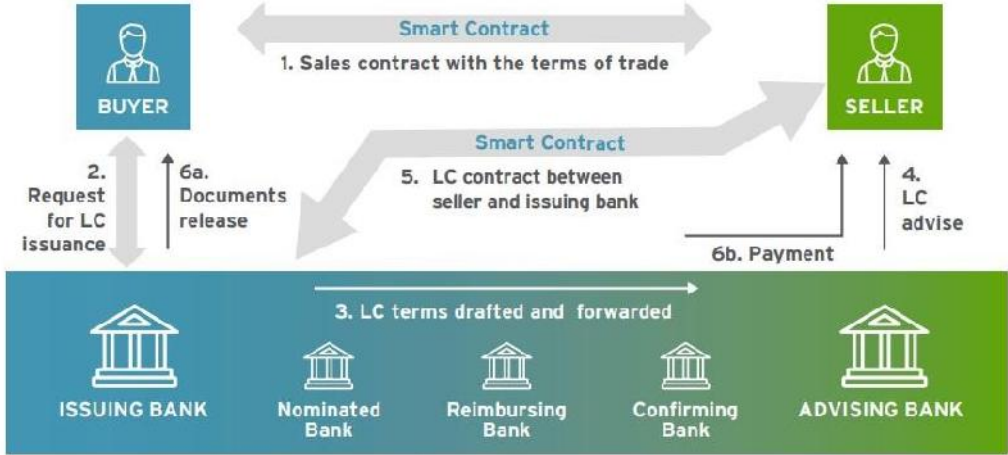 Smart Contract
1. Sales contract with the terms of trade
BUYER
SELLER
Smart Contract
2.
Request
for LC
issuance
6a.
Documents
release
5. LC contract between
seller and issuing bank
4.
LC
advise
6b. Payment
3. LC terms drafted and forwarded
ISSUING BANK
Nominated
Bank
Reimbursing
Bank
Confirming
Bank
ADVISING BANK